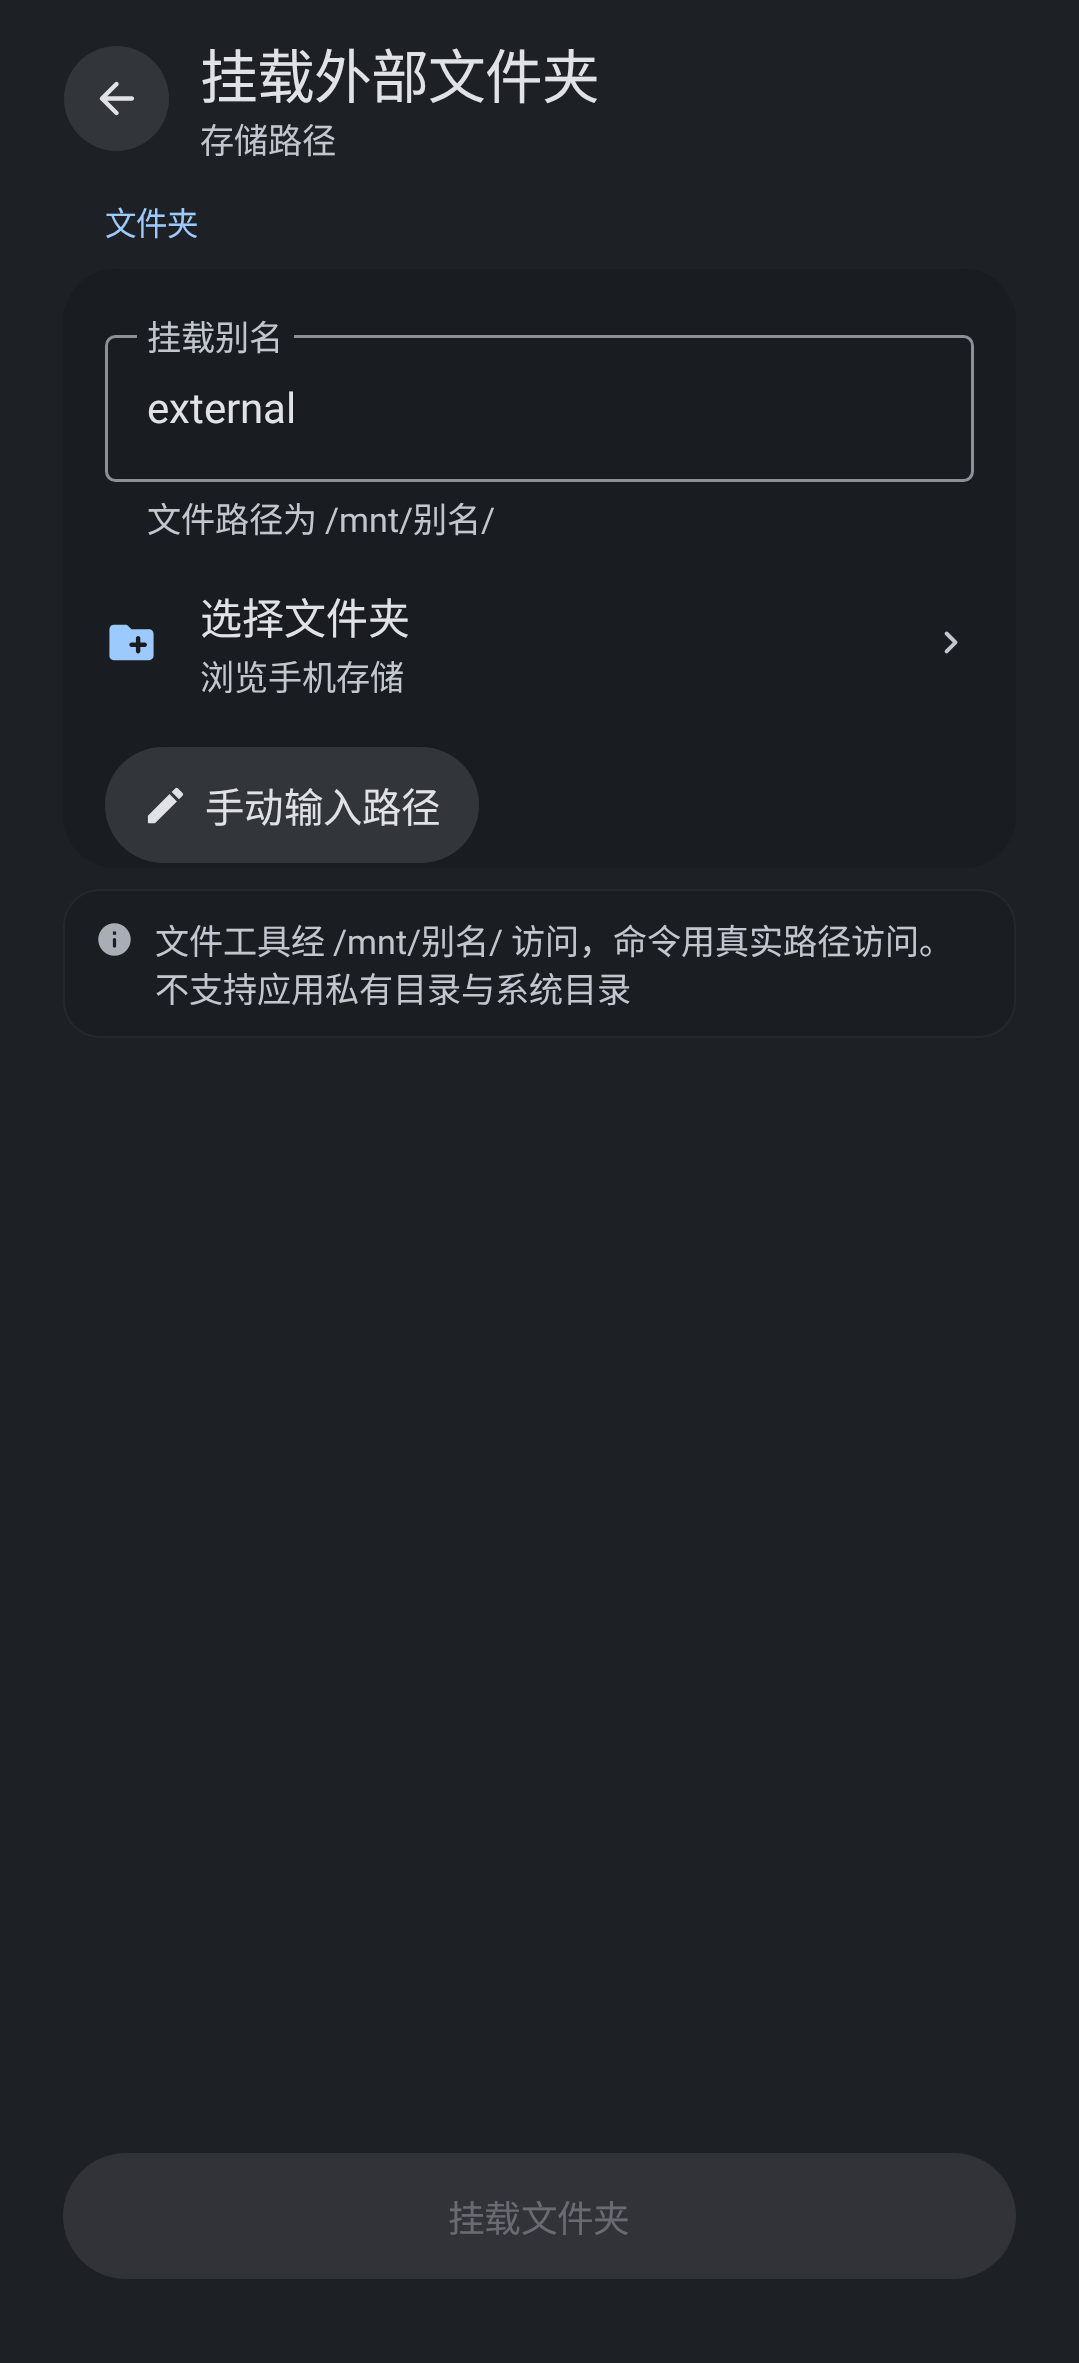 挂载外部文件夹
存储路径
文件夹
挂载别名
external
文件路径为 /mnt/别名/
选择文件夹
浏览手机存储
手动输入路径
文件工具经 /mnt/别名/ 访问，命令用真实路径访问。
不支持应用私有目录与系统目录
挂载文件夹